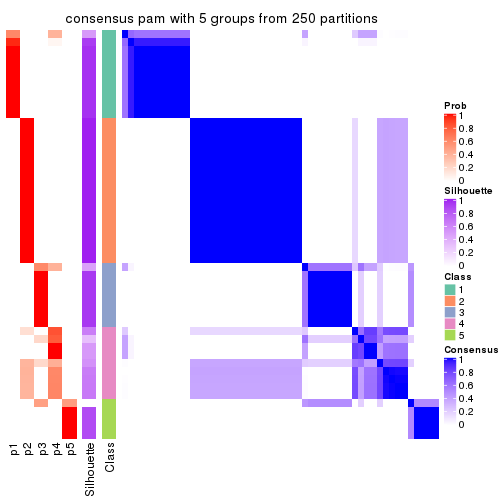 consensus pam with 5 groups from 250 partitions
Prob
1
0.8
0.6
0.4
0.2
0
Silhouette
1
0.8
0.6
0.4
0.2
0
Class
1
2
3
4
5
Consensus
1
0.8
0.6
0.4
0.2
0
p1
p2
p3
p4
p5
Silhouette
Class